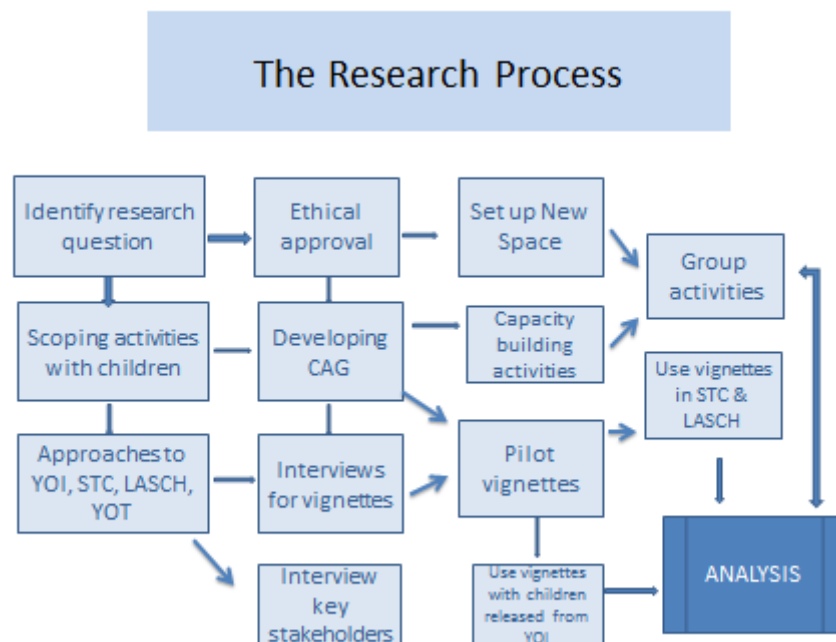 The Research Process
Identify research
question
Ethical
approval
Set up New
Space
Group
activities
Scoping activities
with children
Developing
CAG
Capacity
building
activities
Use vignettes
in STC &
LASCH
Approaches to
YOI, STC, LASCH,
YOT
Interviews
for vignettes
Pilot
vignettes
ANALYSIS
Interview
key
stakeholders
Use vignettes
with children
released from
YOI